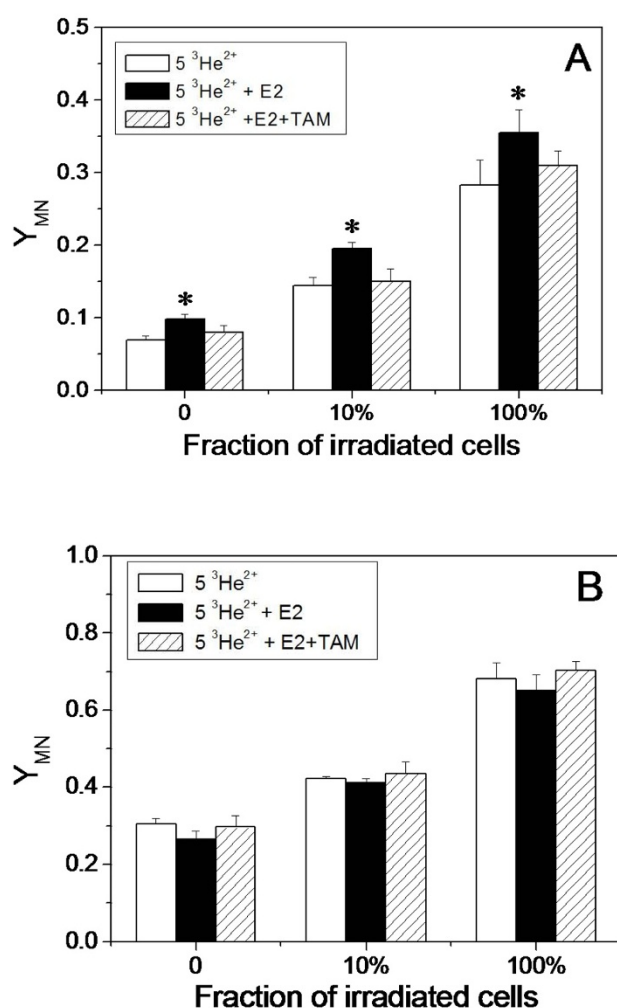 A
5 ³He²⁺
5 ³He²⁺ + E2
5 ³He²⁺ +E2+TAM
Y_MN
0.5
0.4
0.3
0.2
0.1
0.0
* * *
0 10% 100%
Fraction of irradiated cells
B
5 ³He²⁺
5 ³He²⁺ + E2
5 ³He²⁺ + E2+TAM
Y_MN
1.0
0.8
0.6
0.4
0.2
0.0
0 10% 100%
Fraction of irradiated cells